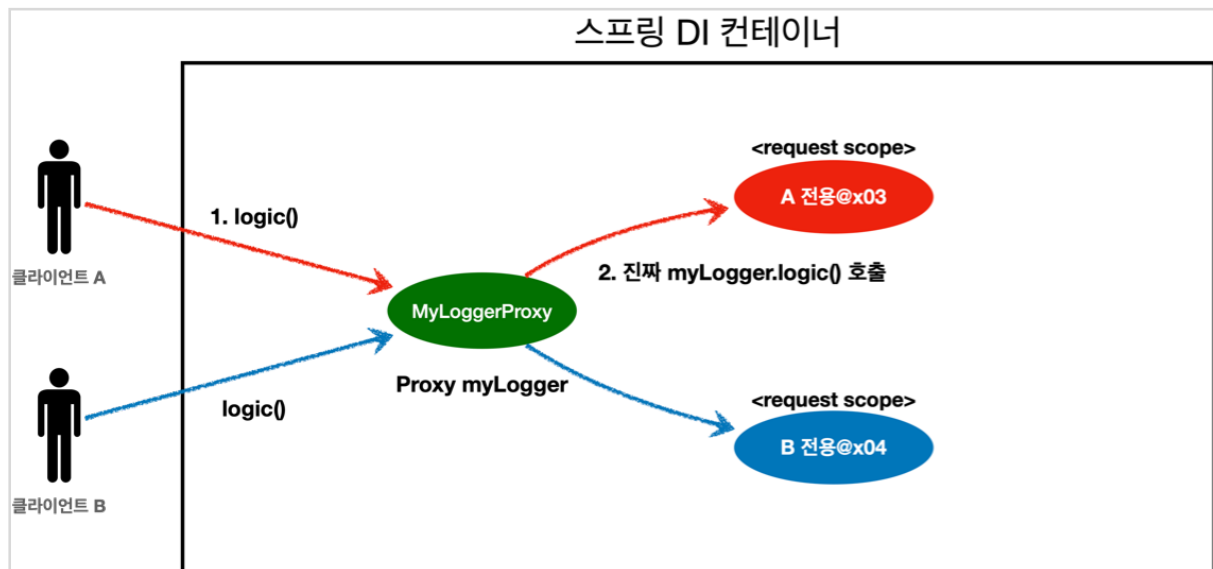 스프링 DI 컨테이너
<request scope>
A 전용@x03
1. logic()
클라이언트 A
2. 진짜 myLogger.logic() 호출
MyLoggerProxy
Proxy myLogger
<request scope>
logic()
B 전용@x04
클라이언트 B